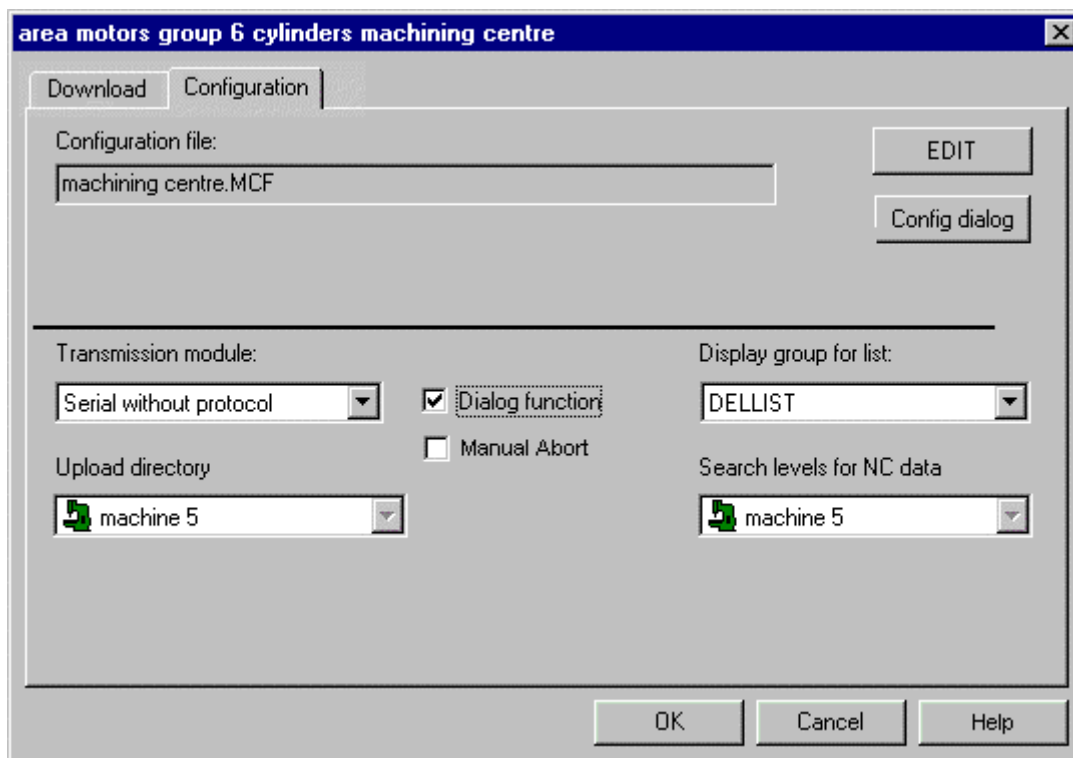 area motors group 6 cylinders machining centre
Download
Configuration
Configuration file:
machining centre.MCF
EDIT
Config dialog
Transmission module:
Serial without protocol
Dialog function
Manual Abort
Display group for list:
DELLIST
Upload directory
machine 5
Search levels for NC data
machine 5
OK
Cancel
Help